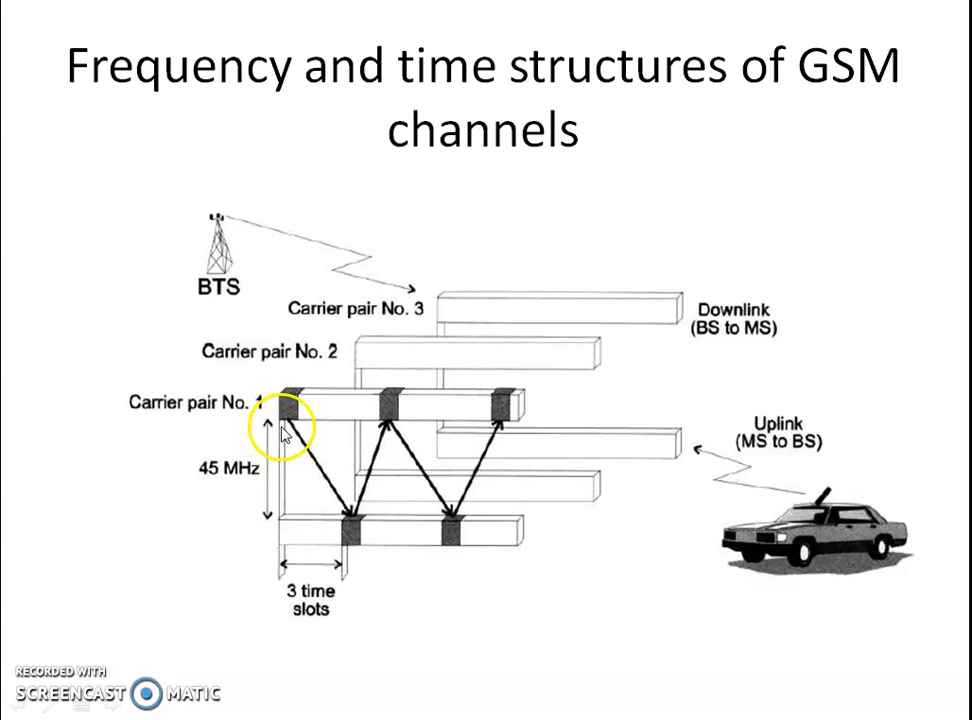 Frequency and time structures of GSM
channels
BTS
Carrier pair No. 3
Downlink
(BS to MS)
Carrier pair No. 2
Carrier pair No. 1
Uplink
(MS to BS)
45 MHz
3 time
slots
RECORDED WITH
SCREENCAST MATIC